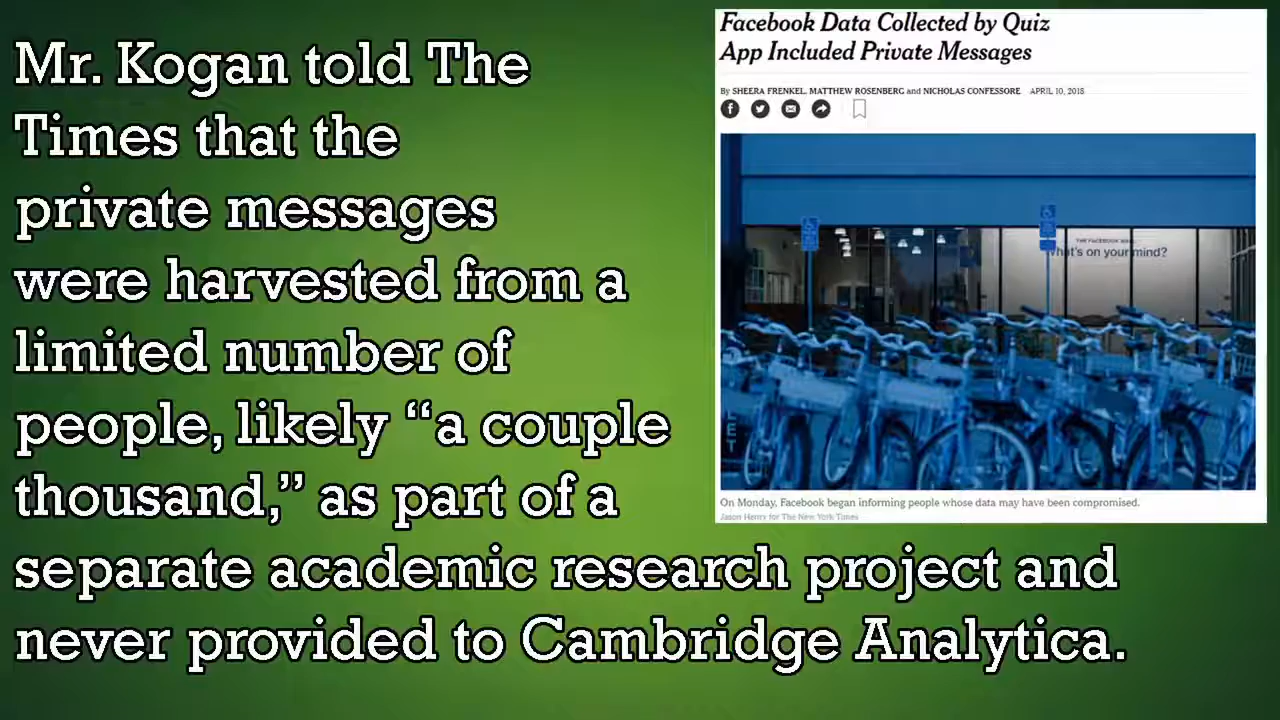 Mr. Kogan told The
Times that the
private messages
were harvested from a
limited number of
people, likely “a couple
thousand,” as part of a
separate academic research project and
never provided to Cambridge Analytica.
Facebook Data Collected by Quiz
App Included Private Messages
By SHEERA FRENKEL, MATTHEW ROSENBERG and NICHOLAS CONFESSORE APRIL 10, 2018
THE FACEBOOK WALL
What's on your mind?
On Monday, Facebook began informing people whose data may have been compromised.
Jason Henry for The New York Times